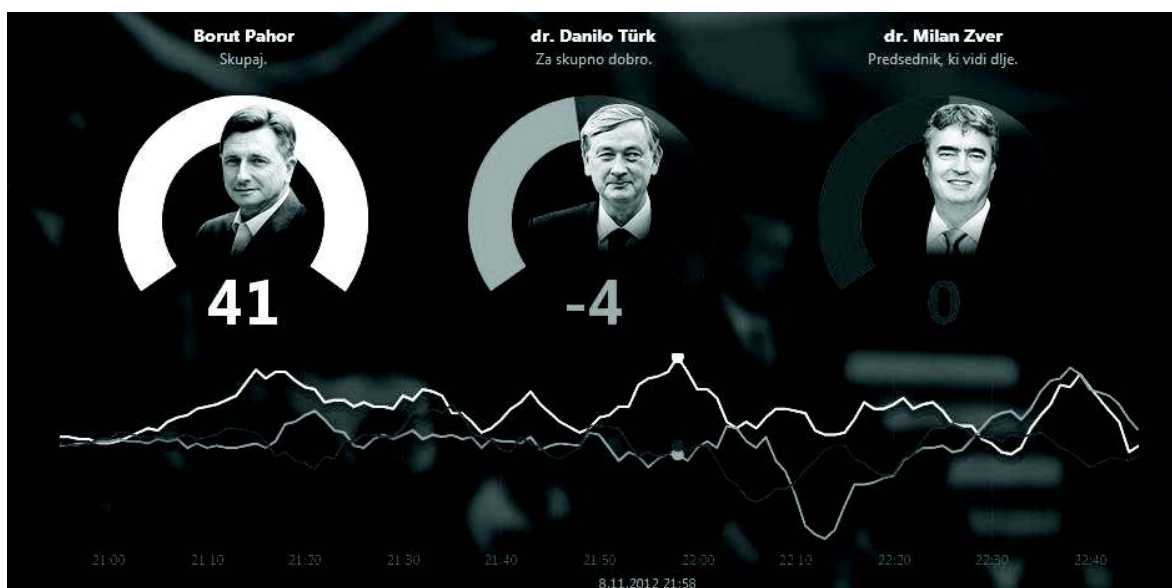 Borut Pahor
Skupaj.
dr. Danilo Türk
Za skupno dobro.
dr. Milan Zver
Predsednik, ki vidi dlje.
41
-4
0
21:00 21:10 21:20 21:30 21:40 21:50 22:00 22:10 22:20 22:30 22:40
8.11.2012 21:58